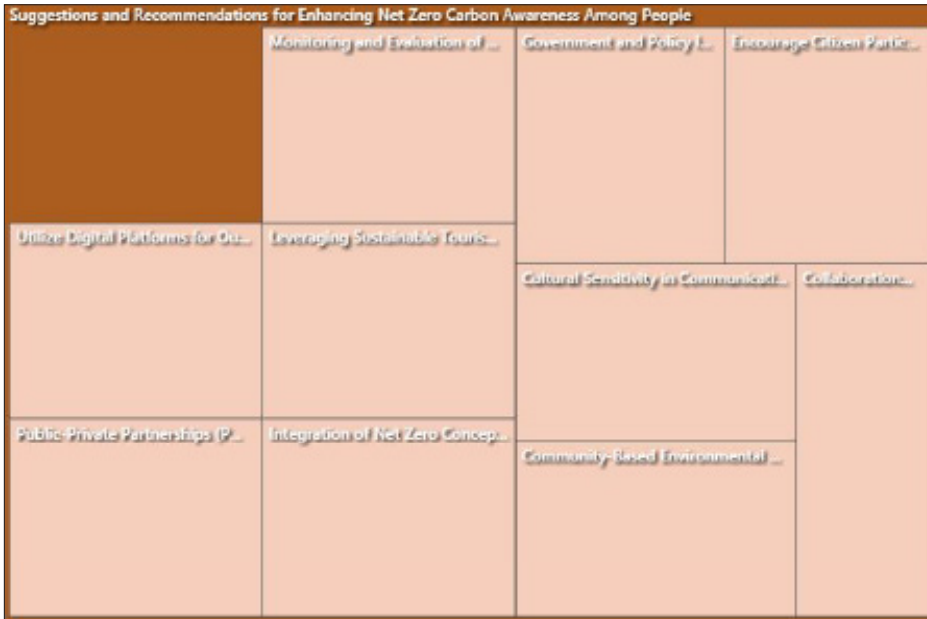 Suggestions and Recommendations for Enhancing Net Zero Carbon Awareness Among People
Monitoring and Evaluation of ...
Government and Policy I...
Encourage Citizen Partic...
Utilize Digital Platforms for Ou...
Leveraging Sustainable Touris...
Cultural Sensitivity in Communicati...
Collaboration...
Public-Private Partnerships (P...
Integration of Net Zero Concep...
Community-Based Environmental ...